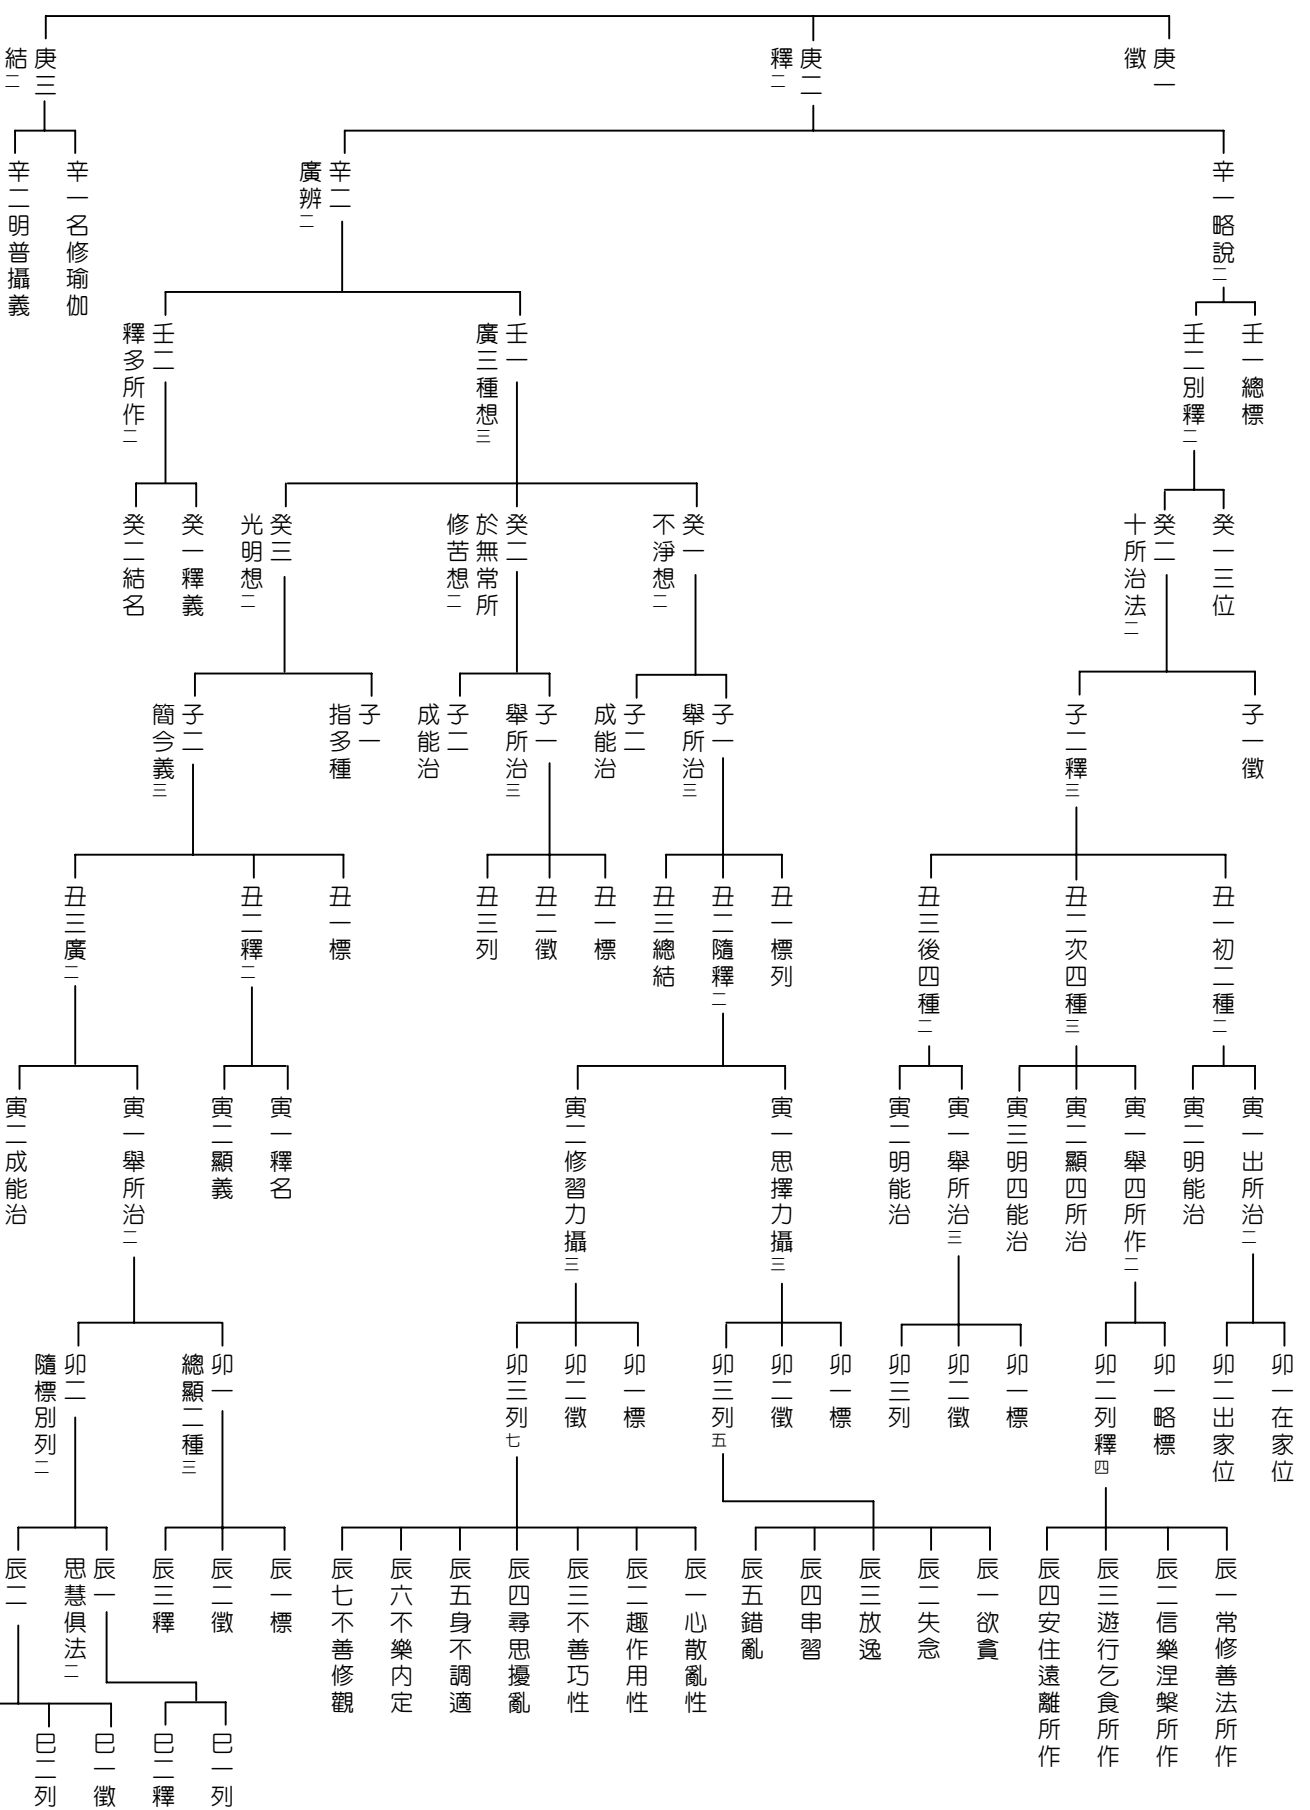 庚一
徵
庚二
釋二
庚三
結二
辛一略說二
辛二
廣辨二
辛一名修瑜伽
辛二明普攝義
壬一總標
壬二別釋二
壬一
廣三種想三
壬二
釋多所作二
癸一三位
癸二
十所治法二
癸一
不淨想二
癸二
於無常所
修苦想二
癸三
光明想二
癸一釋義
癸二結名
子一徵
子二釋三
子一
舉所治三
子二
成能治
子一
舉所治三
子二
成能治
子一
指多種
子二
簡今義三
丑一初二種二
丑二次四種三
丑三後四種二
丑一標列
丑二隨釋二
丑三總結
丑一標
丑二徵
丑三列
丑一標
丑二釋二
丑三廣二
寅一出所治二
寅二明能治
寅一舉四所作二
寅二顯四所治
寅三明四能治
寅一舉所治三
寅二明能治
寅一思擇力攝三
寅二修習力攝三
寅一釋名
寅二顯義
寅一舉所治二
寅二成能治
卯一在家位
卯二出家位
卯一略標
卯二列釋四
卯一標
卯二徵
卯三列
卯一標
卯二徵
卯三列五
卯一標
卯二徵
卯三列七
卯一
總顯二種三
卯二
隨標別列二
辰一常修善法所作
辰二信樂涅槃所作
辰三遊行乞食所作
辰四安住遠離所作
辰一欲貪
辰二失念
辰三放逸
辰四串習
辰五錯亂
辰一心散亂性
辰二趣作用性
辰三不善巧性
辰四尋思擾亂
辰五身不調適
辰六不樂内定
辰七不善修觀
辰一標
辰二徵
辰三釋
辰一
思慧俱法二
辰二
巳一列
巳二釋
巳一徵
巳二列